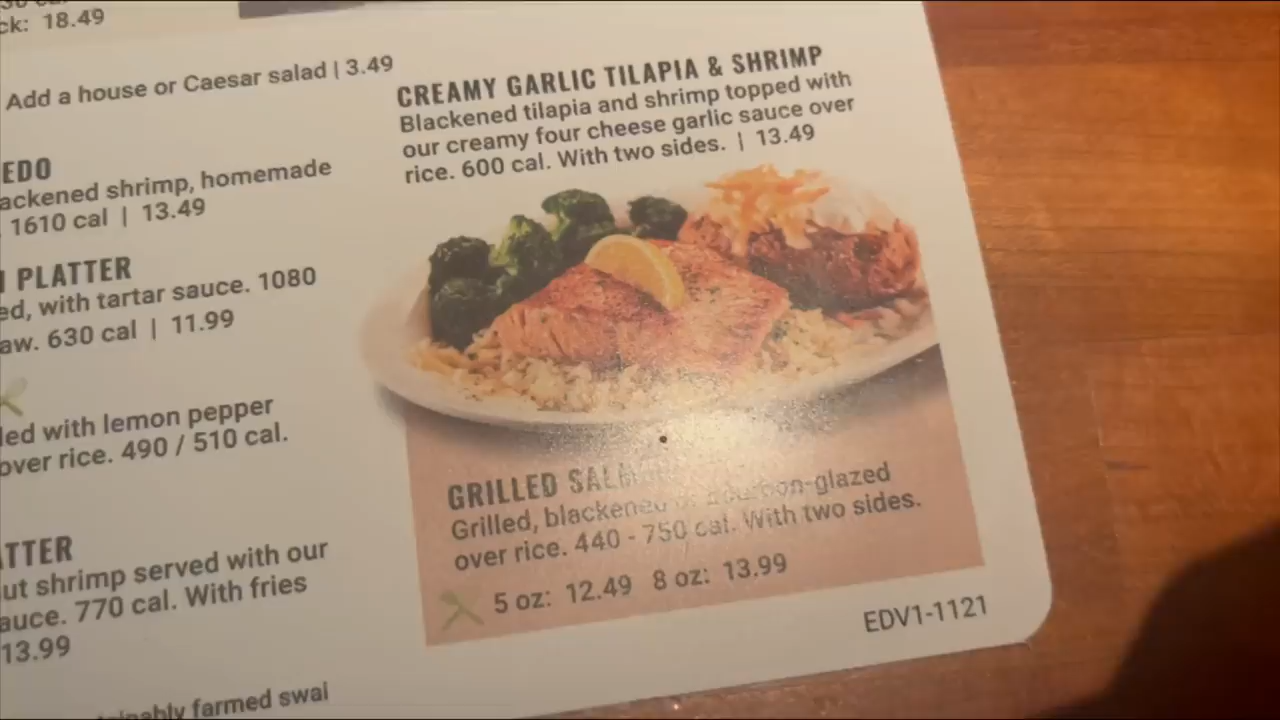 ck: 18.49
Add a house or Caesar salad | 3.49
EDO
ackened shrimp, homemade
1610 cal | 13.49
PLATTER
ed, with tartar sauce. 1080
aw. 630 cal | 11.99
led with lemon pepper
over rice. 490 / 510 cal.
TTER
ut shrimp served with our
auce. 770 cal. With fries
13.99
farmed swai
CREAMY GARLIC TILAPIA & SHRIMP
Blackened tilapia and shrimp topped with
our creamy four cheese garlic sauce over
rice. 600 cal. With two sides. | 13.49
GRILLED SALM
Grilled, blackened or bourbon-glazed
over rice. 440 - 750 cal. With two sides.
5 oz: 12.49 8 oz: 13.99
EDV1-1121